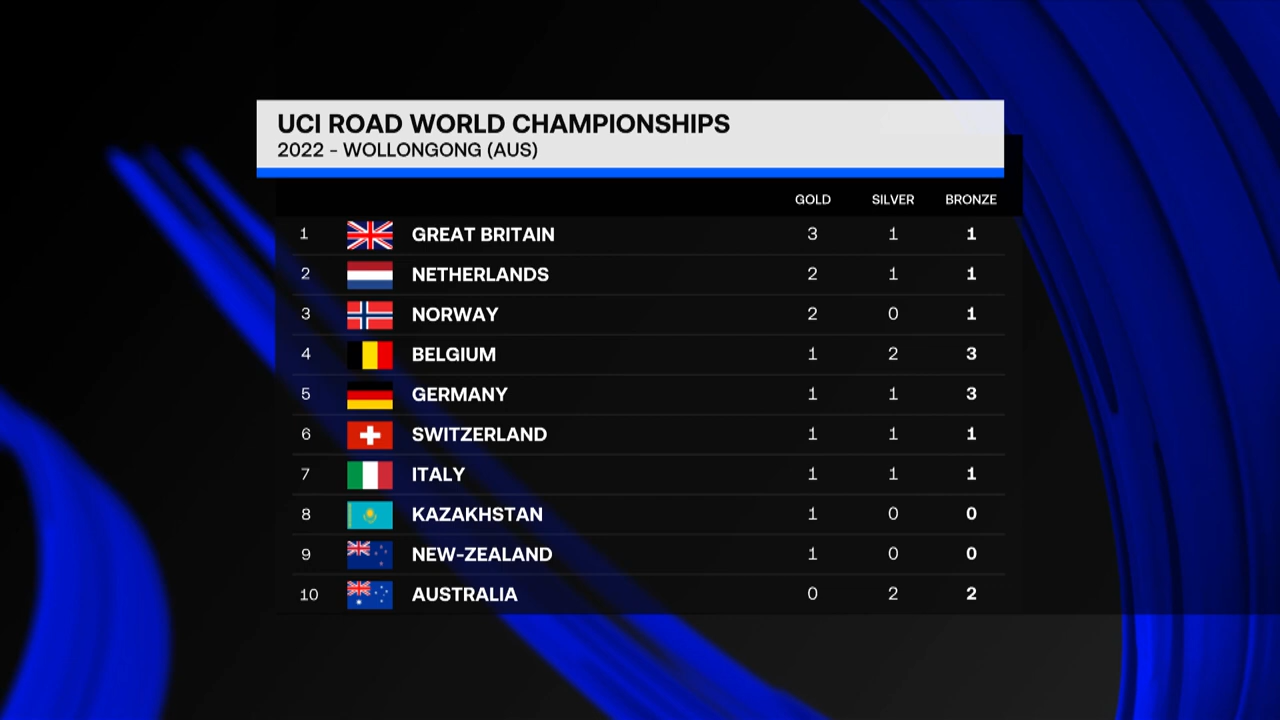 UCI ROAD WORLD CHAMPIONSHIPS
2022 - WOLLONGONG (AUS)
GOLD SILVER BRONZE
1 GREAT BRITAIN 3 1 1
2 NETHERLANDS 2 1 1
3 NORWAY 2 0 1
4 BELGIUM 1 2 3
5 GERMANY 1 1 3
6 SWITZERLAND 1 1 1
7 ITALY 1 1 1
8 KAZAKHSTAN 1 0 0
9 NEW-ZEALAND 1 0 0
10 AUSTRALIA 0 2 2